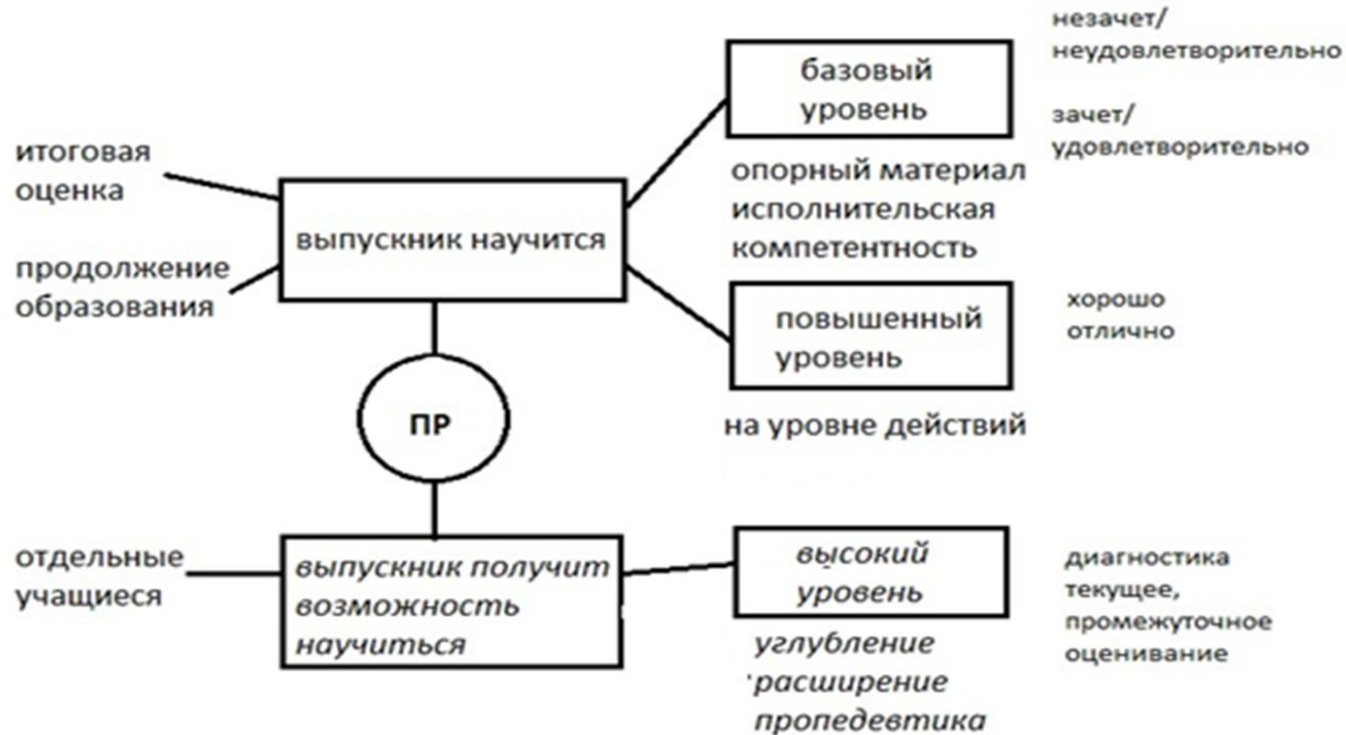 итоговая
оценка
продолжение
образования
выпускник научится
базовый
уровень
опорный материал
исполнительская
компетентность
незачет/
неудовлетворительно
зачет/
удовлетворительно
повышенный
уровень
на уровне действий
хорошо
отлично
ПР
отдельные
учащиеся
выпускник получит
возможность
научиться
высокий
уровень
углубление
расширение
пропедевтика
диагностика
текущее,
промежуточное
оценивание